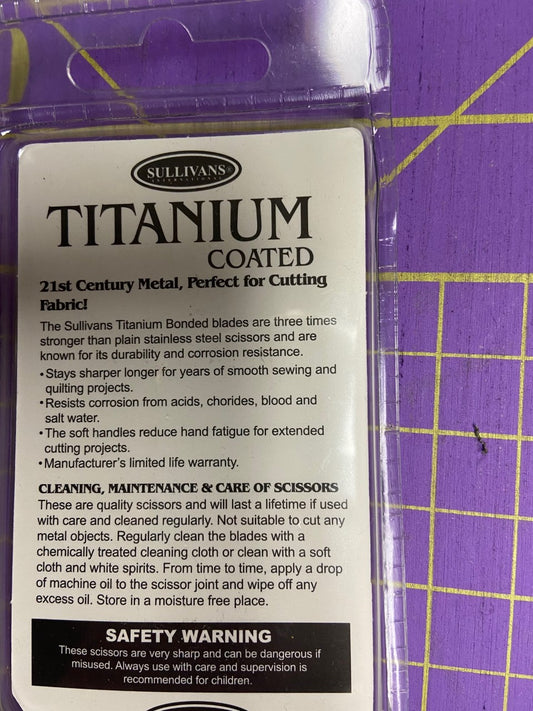 SULLIVANS®
INTERNATIONAL
TITANIUM
COATED
21st Century Metal, Perfect for Cutting
Fabric!
The Sullivans Titanium Bonded blades are three times
stronger than plain stainless steel scissors and are
known for its durability and corrosion resistance.
•Stays sharper longer for years of smooth sewing and
quilting projects.
•Resists corrosion from acids, chorides, blood and
salt water.
•The soft handles reduce hand fatigue for extended
cutting projects.
•Manufacturer's limited life warranty.
CLEANING, MAINTENANCE & CARE OF SCISSORS
These are quality scissors and will last a lifetime if used
with care and cleaned regularly. Not suitable to cut any
metal objects. Regularly clean the blades with a
chemically treated cleaning cloth or clean with a soft
cloth and white spirits. From time to time, apply a drop
of machine oil to the scissor joint and wipe off any
excess oil. Store in a moisture free place.
SAFETY WARNING
These scissors are very sharp and can be dangerous if
misused. Always use with care and supervision is
recommended for children.